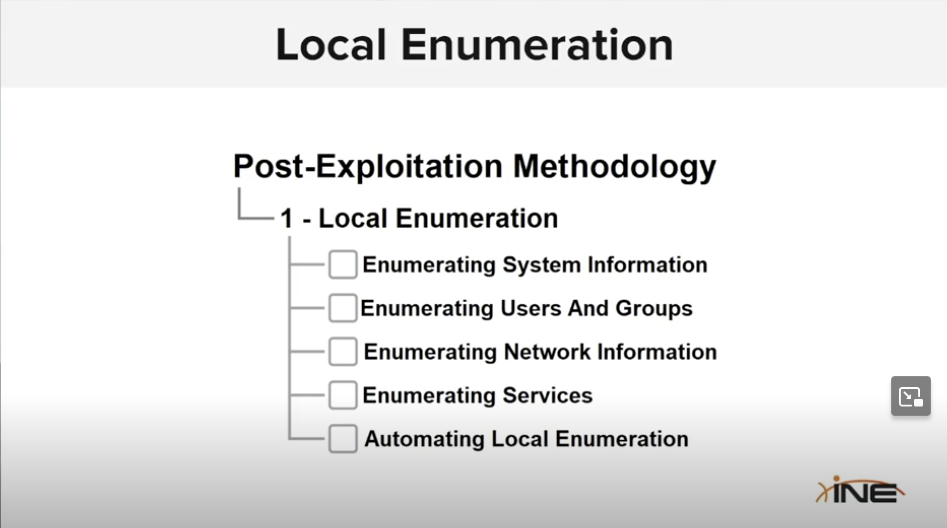 Local Enumeration
Post-Exploitation Methodology
1 - Local Enumeration
Enumerating System Information
Enumerating Users And Groups
Enumerating Network Information
Enumerating Services
Automating Local Enumeration
INE